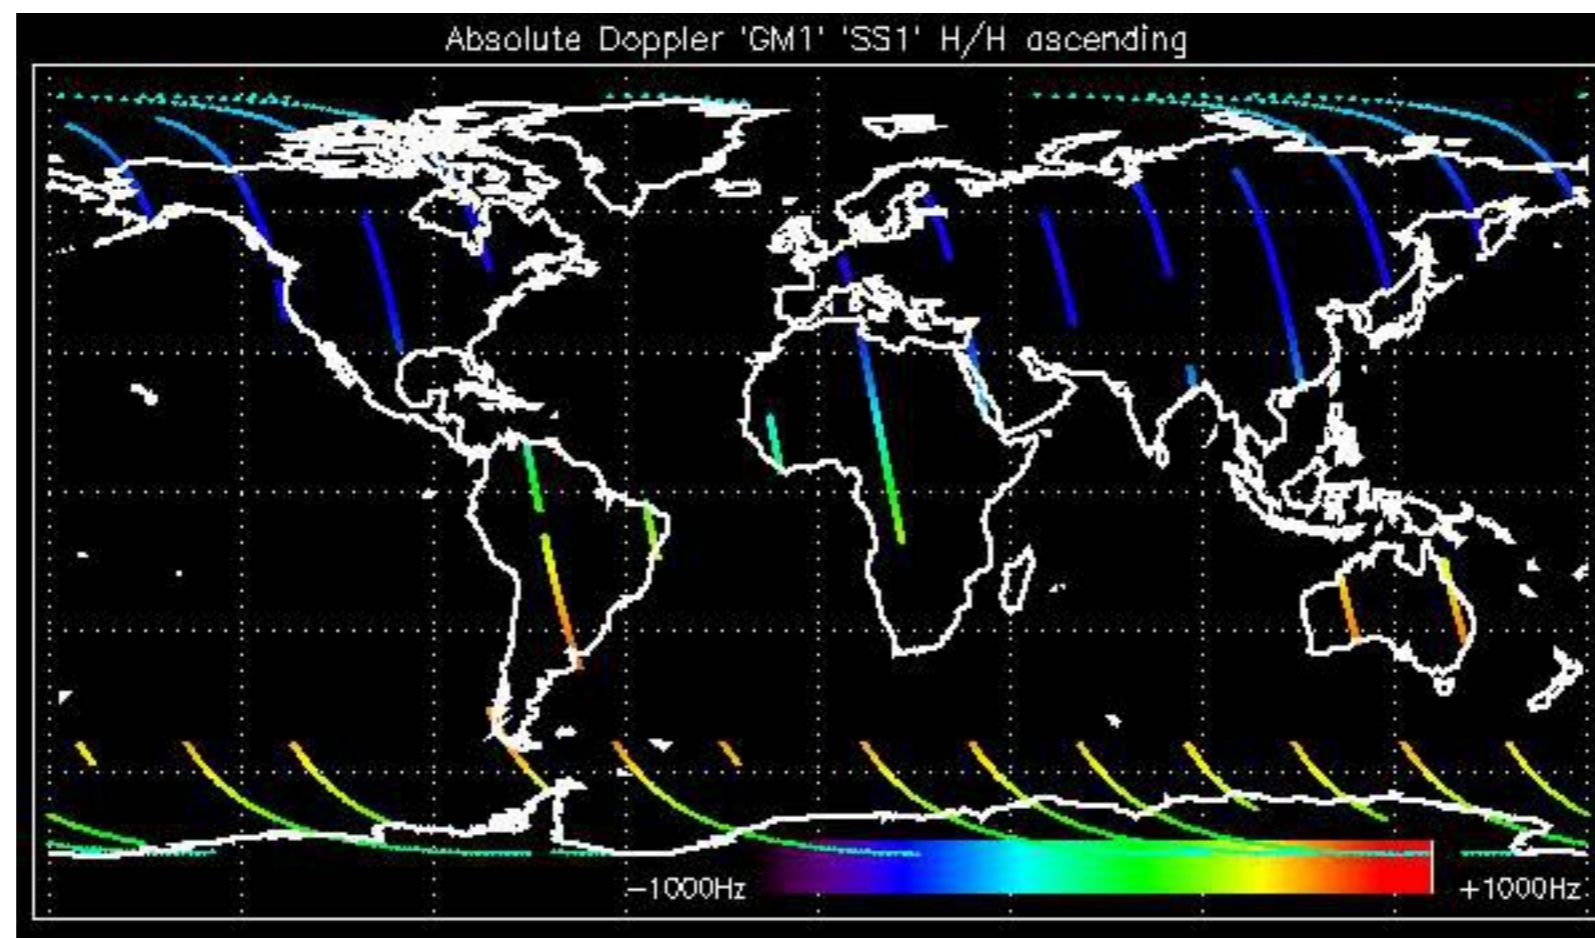 Absolute Doppler 'GM1' 'SS1' H/H ascending
-1000Hz
+1000Hz